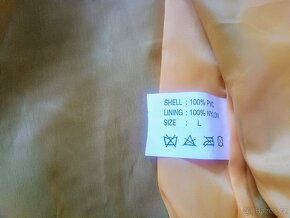 SHELL : 100% PVC
LINING : 100% NYLON
SIZE : L